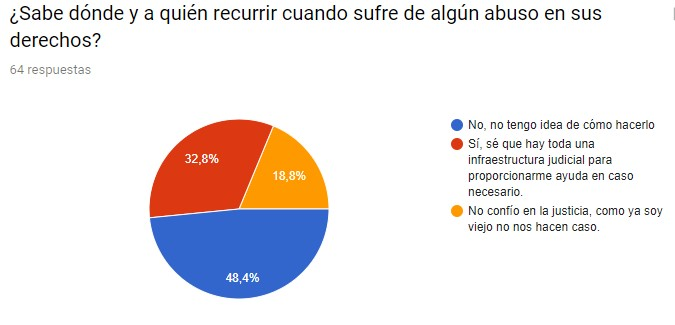 ¿Sabe dónde y a quién recurrir cuando sufre de algún abuso en sus
derechos?
64 respuestas
No, no tengo idea de cómo hacerlo
Sí, sé que hay toda una
infraestructura judicial para
proporcionarme ayuda en caso
necesario.
No confío en la justicia, como ya soy
viejo no nos hacen caso.
32,8%
18,8%
48,4%